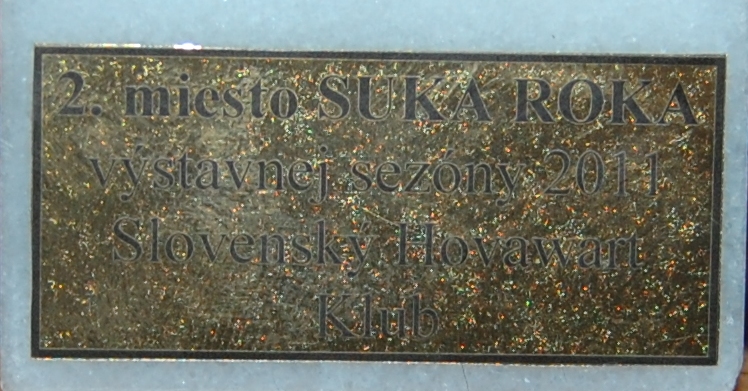 2. miesto SUKA ROKA
výstavnej sezóny 2011
Slovenský Hovawart
Klub